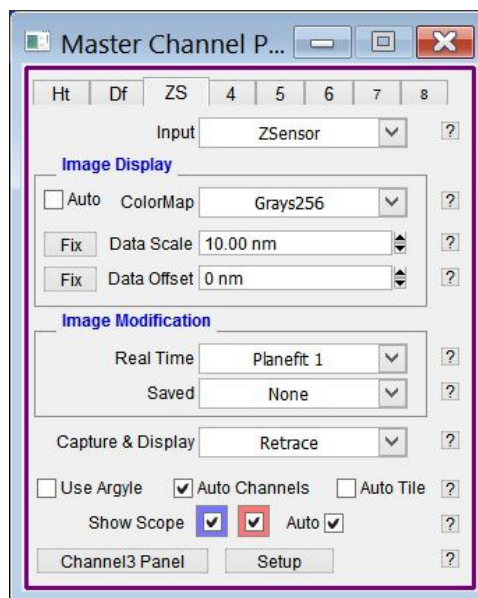 Master Channel P...
Ht Df ZS 4 5 6 7 8
Input ZSensor ?
Image Display
Auto ColorMap Grays256 ?
Fix Data Scale 10.00 nm ?
Fix Data Offset 0 nm ?
Image Modification
Real Time Planefit 1 ?
Saved None ?
Capture & Display Retrace ?
Use Argyle Auto Channels Auto Tile ?
Show Scope Auto ?
Channel3 Panel Setup ?